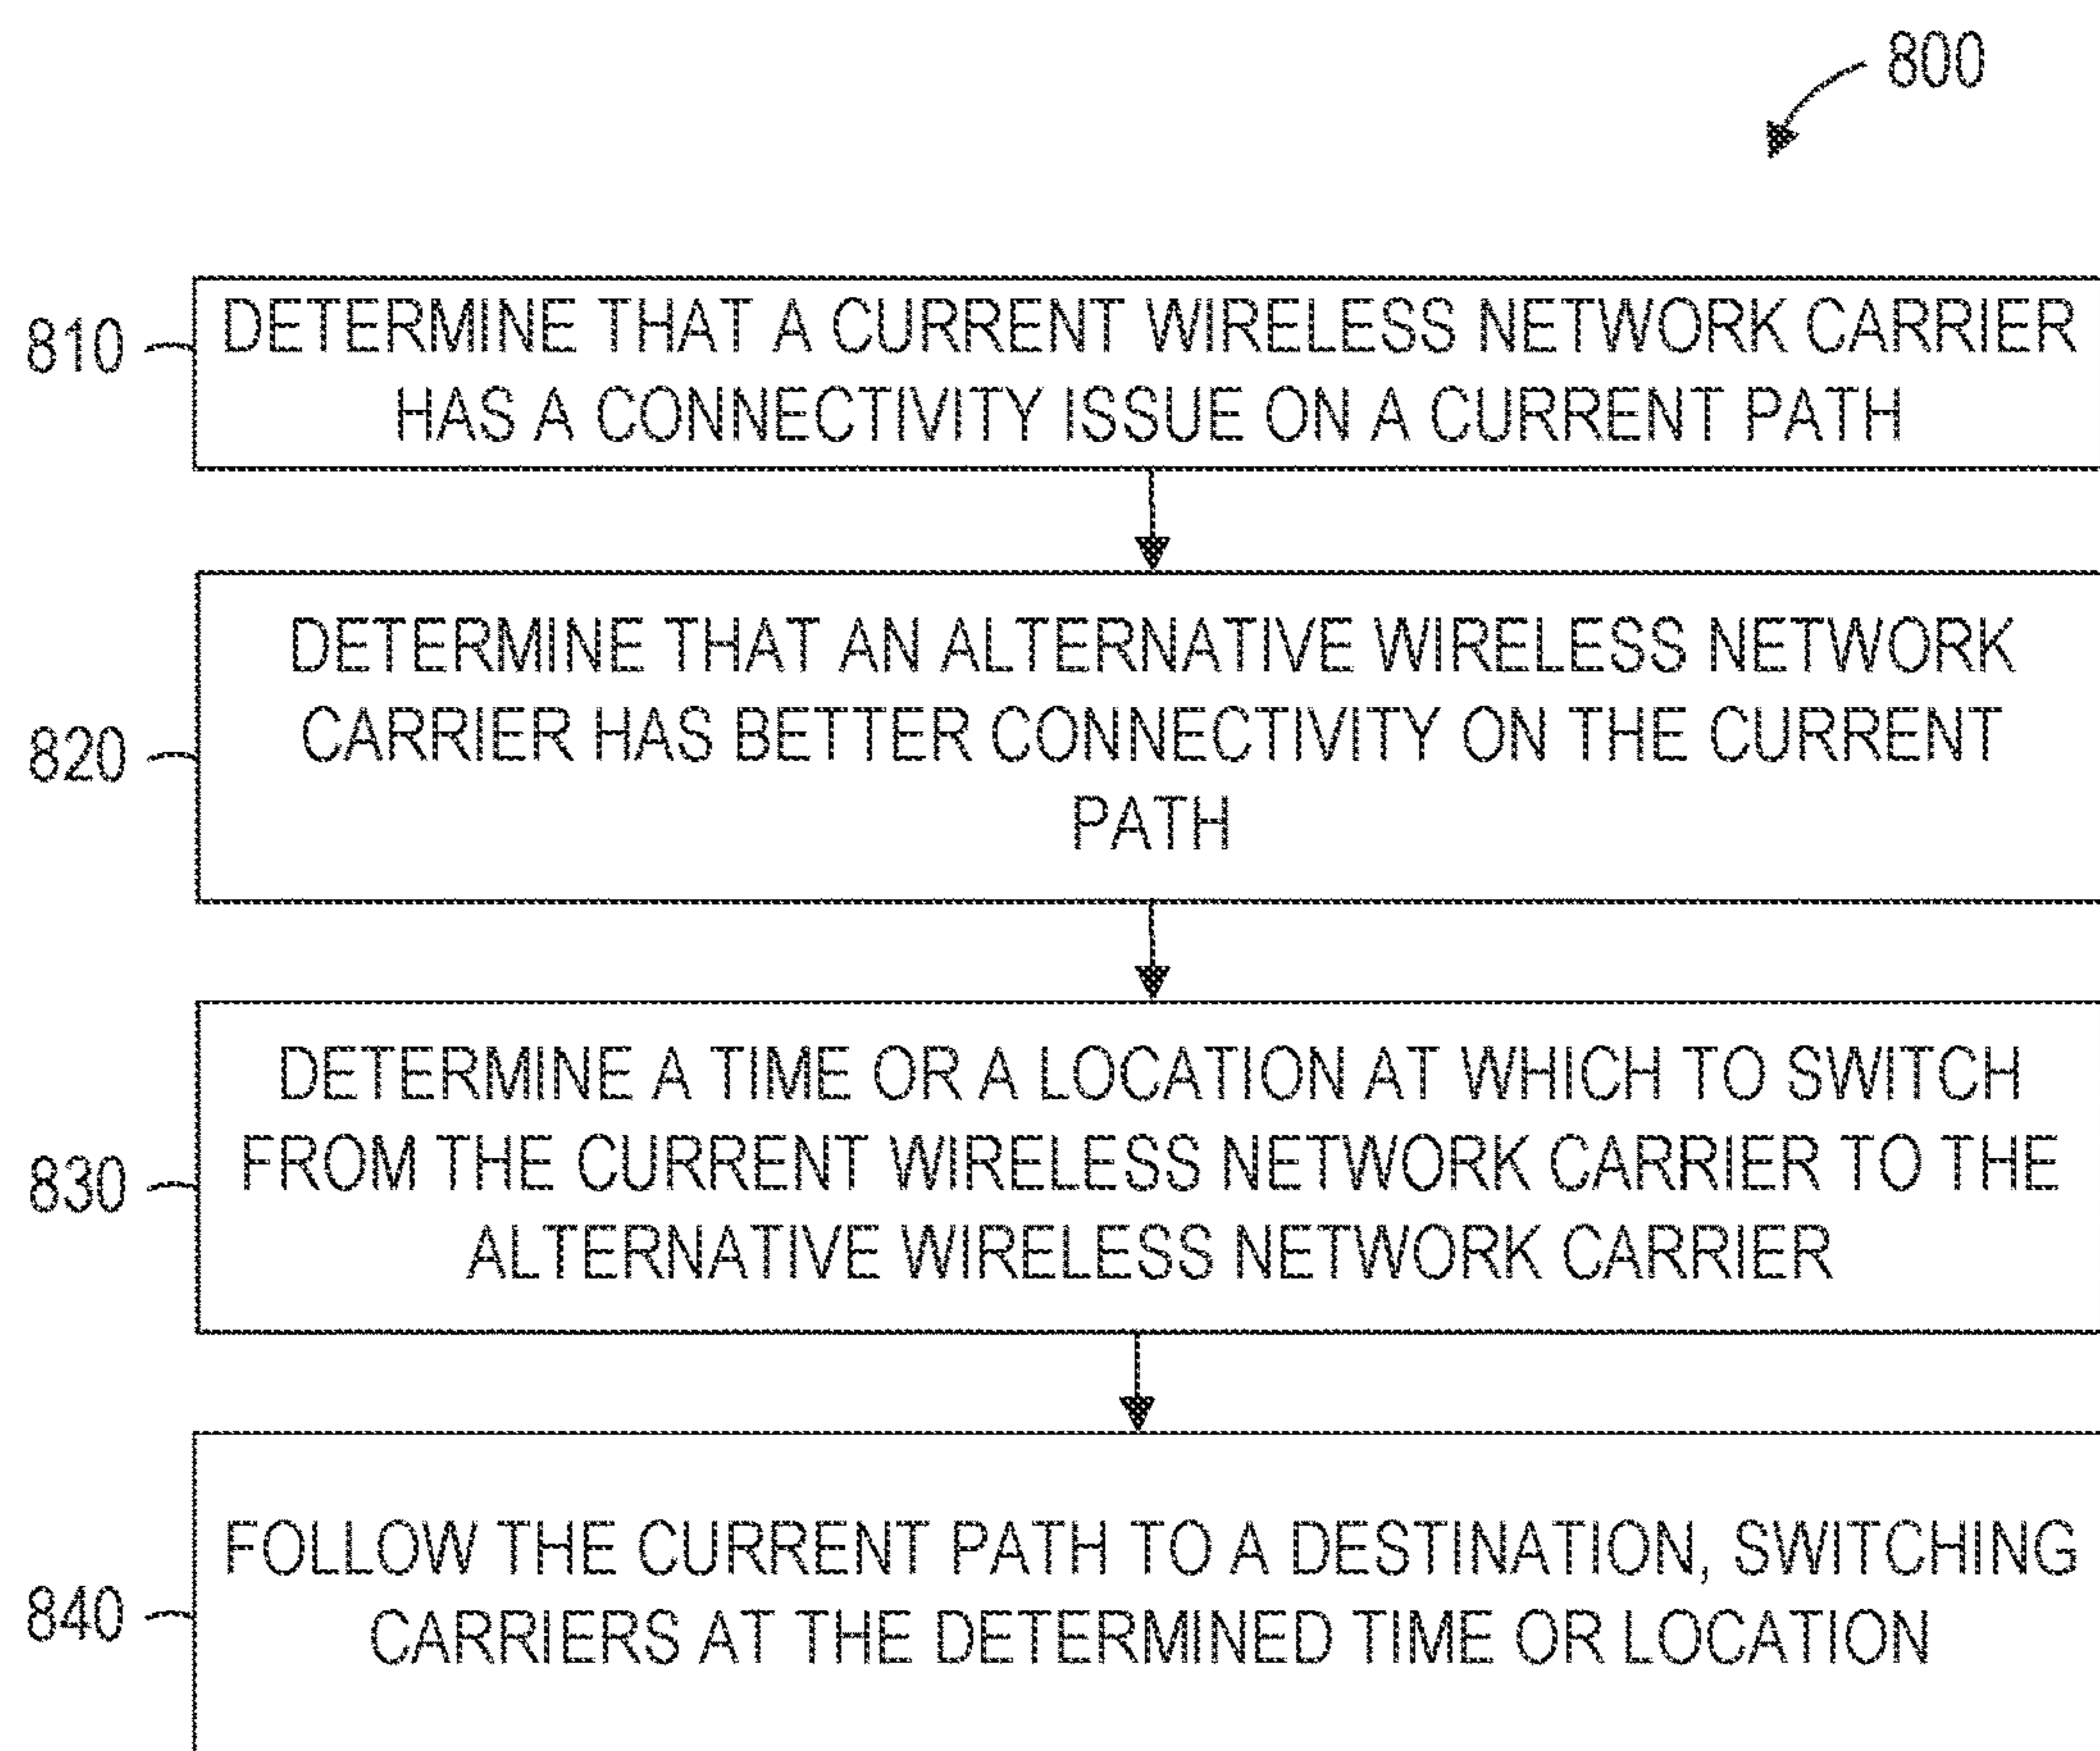 800
810
DETERMINE THAT A CURRENT WIRELESS NETWORK CARRIER
HAS A CONNECTIVITY ISSUE ON A CURRENT PATH
820
DETERMINE THAT AN ALTERNATIVE WIRELESS NETWORK
CARRIER HAS BETTER CONNECTIVITY ON THE CURRENT
PATH
830
DETERMINE A TIME OR A LOCATION AT WHICH TO SWITCH
FROM THE CURRENT WIRELESS NETWORK CARRIER TO THE
ALTERNATIVE WIRELESS NETWORK CARRIER
840
FOLLOW THE CURRENT PATH TO A DESTINATION, SWITCHING
CARRIERS AT THE DETERMINED TIME OR LOCATION